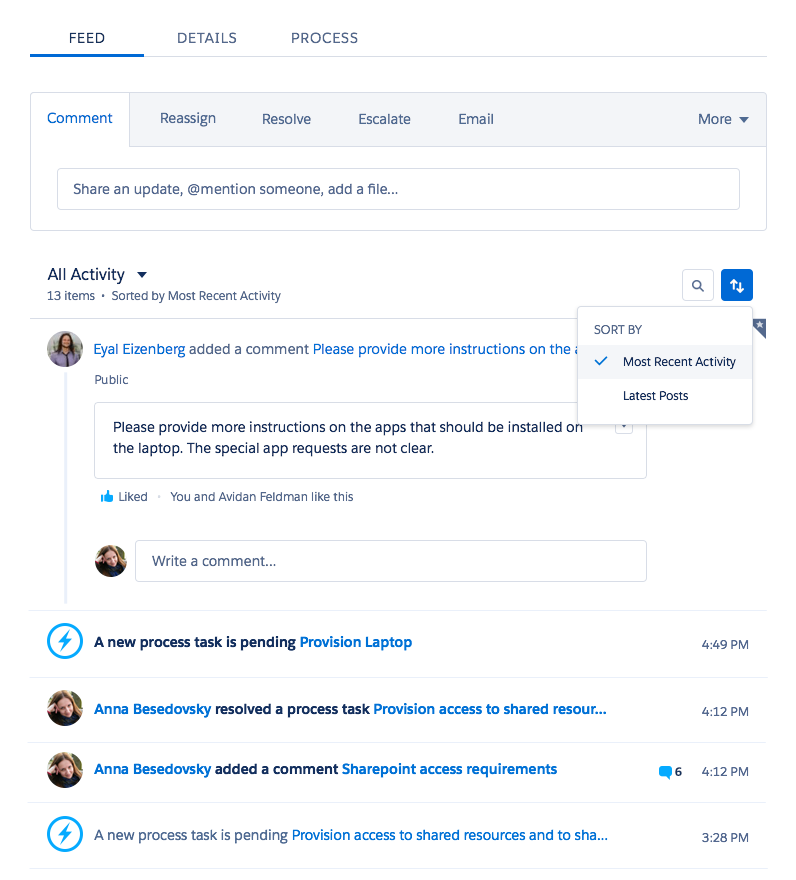 FEED DETAILS PROCESS
Comment Reassign Resolve Escalate Email More
Share an update, @mention someone, add a file...
All Activity
13 items • Sorted by Most Recent Activity
SORT BY
Most Recent Activity
Latest Posts
Eyal Eizenberg added a comment Please provide more instructions on the
Public
Please provide more instructions on the apps that should be installed on
the laptop. The special app requests are not clear.
Liked • You and Avidan Feldman like this
Write a comment...
A new process task is pending Provision Laptop 4:49 PM
Anna Besedovsky resolved a process task Provision access to shared resour... 4:12 PM
Anna Besedovsky added a comment Sharepoint access requirements 6 4:12 PM
A new process task is pending Provision access to shared resources and to sha... 3:28 PM